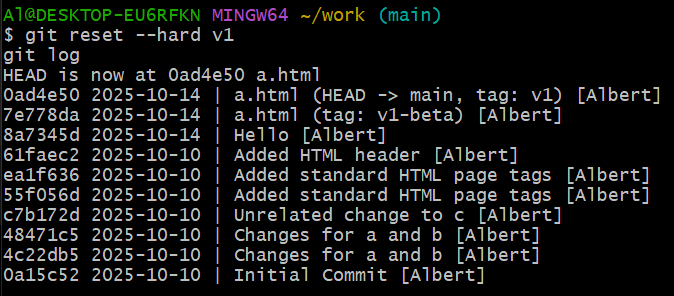 Al@DESKTOP-EU6RFKN MINGW64 ~/work (main)
$ git reset --hard v1
git log
HEAD is now at 0ad4e50 a.html
0ad4e50 2025-10-14 | a.html (HEAD -> main, tag: v1) [Albert]
7e778da 2025-10-14 | a.html (tag: v1-beta) [Albert]
8a7345d 2025-10-14 | Hello [Albert]
61faec2 2025-10-10 | Added HTML header [Albert]
ea1f636 2025-10-10 | Added standard HTML page tags [Albert]
55f056d 2025-10-10 | Added standard HTML page tags [Albert]
c7b172d 2025-10-10 | Unrelated change to c [Albert]
48471c5 2025-10-10 | Changes for a and b [Albert]
4c22db5 2025-10-10 | Changes for a and b [Albert]
0a15c52 2025-10-10 | Initial Commit [Albert]